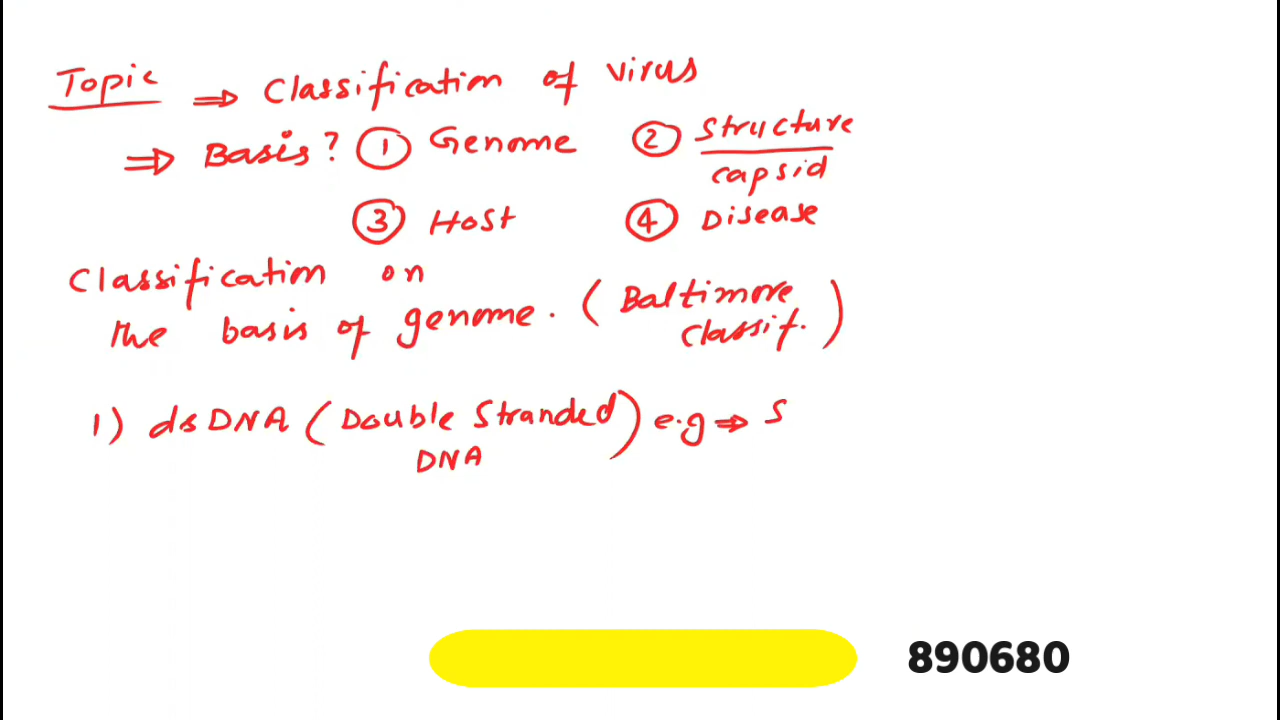 Topic ⇒ Classification of virus
⇒ Basis? ① Genome ② Structure
capsid
③ Host ④ Disease
Classification on
the basis of genome. (Baltimore
Classif.)
1) dsDNA (Double Stranded) e.g ⇒ S
DNA
890680